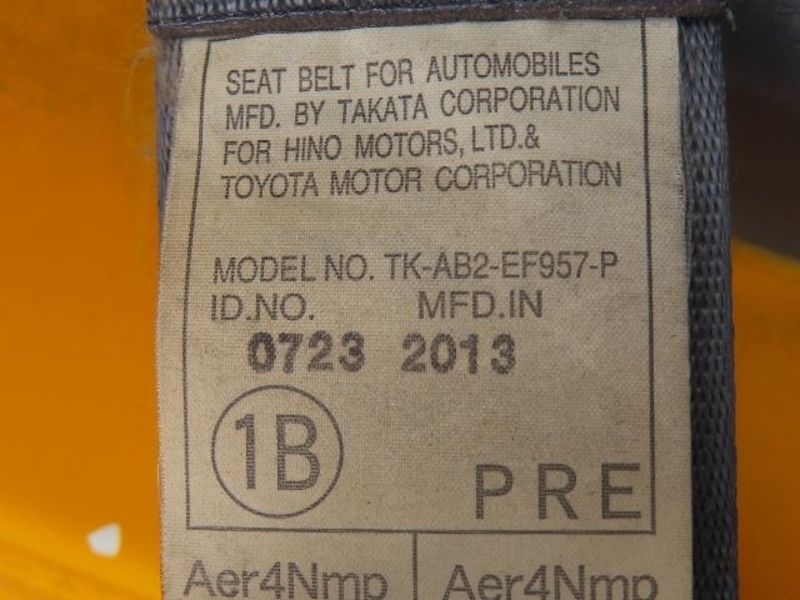 SEAT BELT FOR AUTOMOBILES
MFD. BY TAKATA CORPORATION
FOR HINO MOTORS, LTD.&
TOYOTA MOTOR CORPORATION
MODEL NO. TK-AB2-EF957-P
ID.NO. MFD.IN
0723 2013
1B
PRE
Aer4Nmp Aer4Nmp